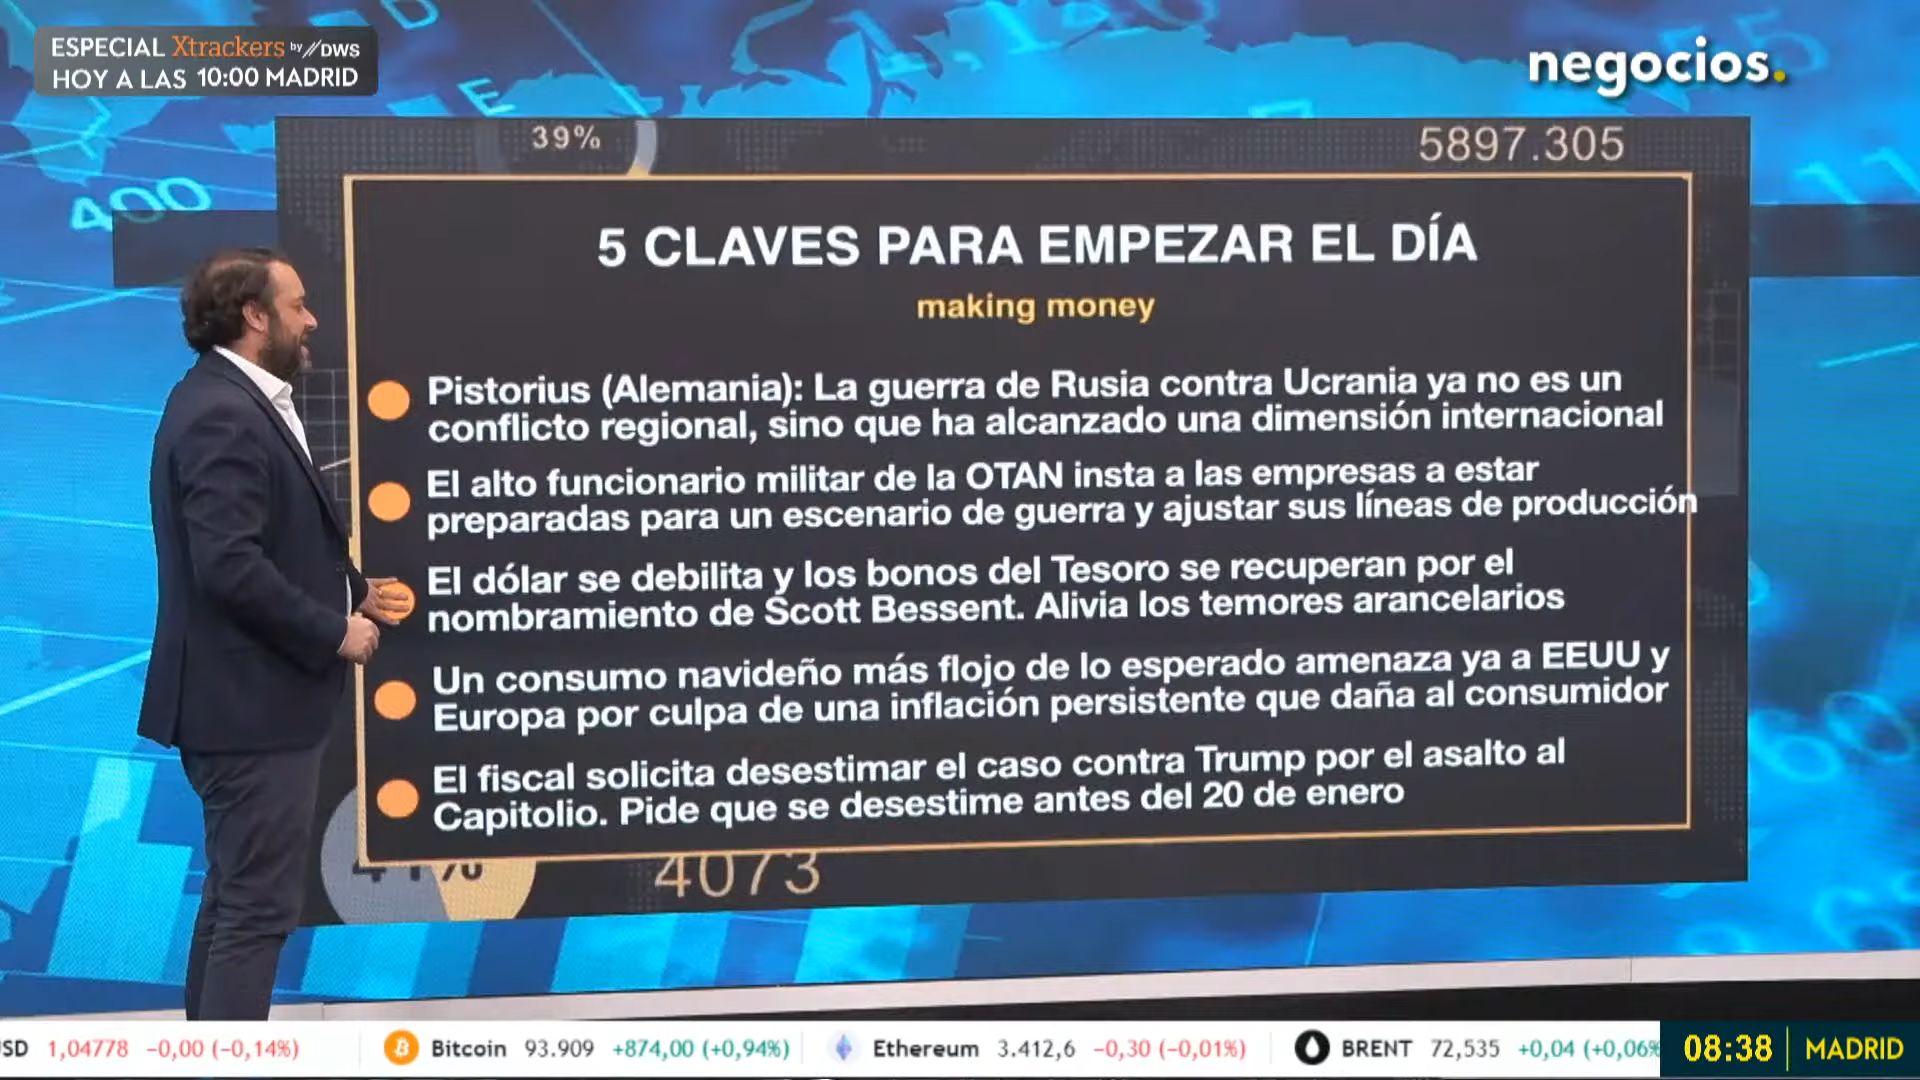 ESPECIAL Xtrackers by DWS
HOY A LAS 10:00 MADRID
negocios.
400
39%
5897.305
5 CLAVES PARA EMPEZAR EL DÍA
making money
Pistorius (Alemania): La guerra de Rusia contra Ucrania ya no es un
conflicto regional, sino que ha alcanzado una dimensión internacional
El alto funcionario militar de la OTAN insta a las empresas a estar
preparadas para un escenario de guerra y ajustar sus líneas de producción
El dólar se debilita y los bonos del Tesoro se recuperan por el
nombramiento de Scott Bessent. Alivia los temores arancelarios
Un consumo navideño más flojo de lo esperado amenaza ya a EEUU y
Europa por culpa de una inflación persistente que daña al consumidor
El fiscal solicita desestimar el caso contra Trump por el asalto al
Capitolio. Pide que se desestime antes del 20 de enero
4073
SD 1,04778 -0,00 (-0,14%) Bitcoin 93.909 +874,00 (+0,94%) Ethereum 3.412,6 -0,30 (-0,01%) BRENT 72,535 +0,04 (+0,06% 08:38 MADRID